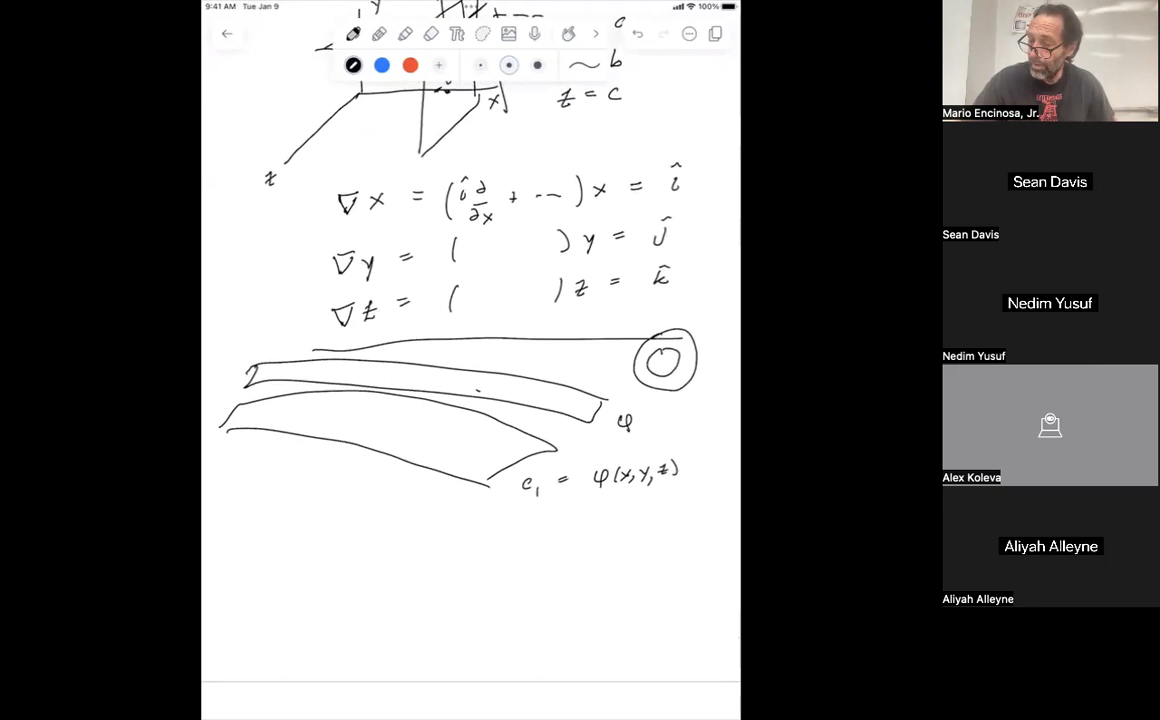 9:41 AM Tue Jan 9
100%
y
c
b
x
z = c
z
∇x = (î ∂/∂x + --- ) x = î
∇y = ( ) y = ĵ
∇z = ( ) z = k̂
φ
c₁ = φ(x,y,z)
Mario Encinosa, Jr.
Sean Davis
Sean Davis
Nedim Yusuf
Nedim Yusuf
Alex Koleva
Aliyah Alleyne
Aliyah Alleyne